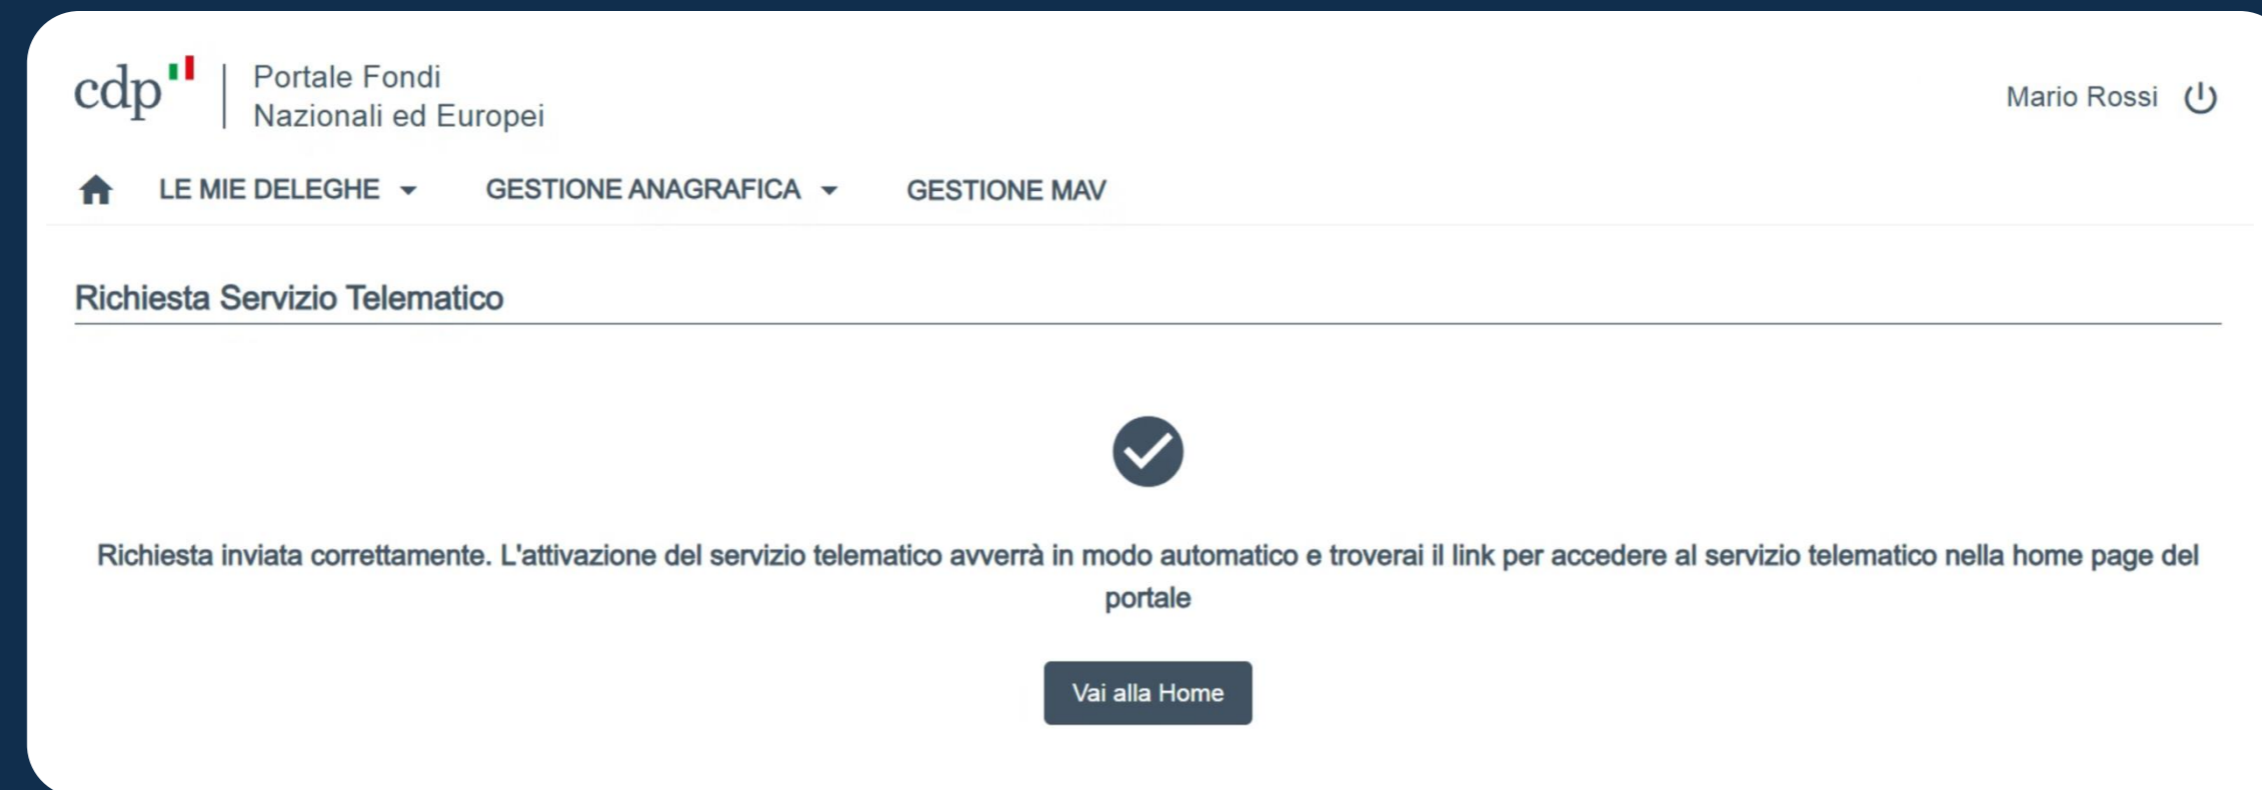 cdp
Portale Fondi
Nazionali ed Europei
Mario Rossi
LE MIE DELEGHE
GESTIONE ANAGRAFICA
GESTIONE MAV
Richiesta Servizio Telematico
Richiesta inviata correttamente. L'attivazione del servizio telematico avverrà in modo automatico e troverai il link per accedere al servizio telematico nella home page del
portale
Vai alla Home